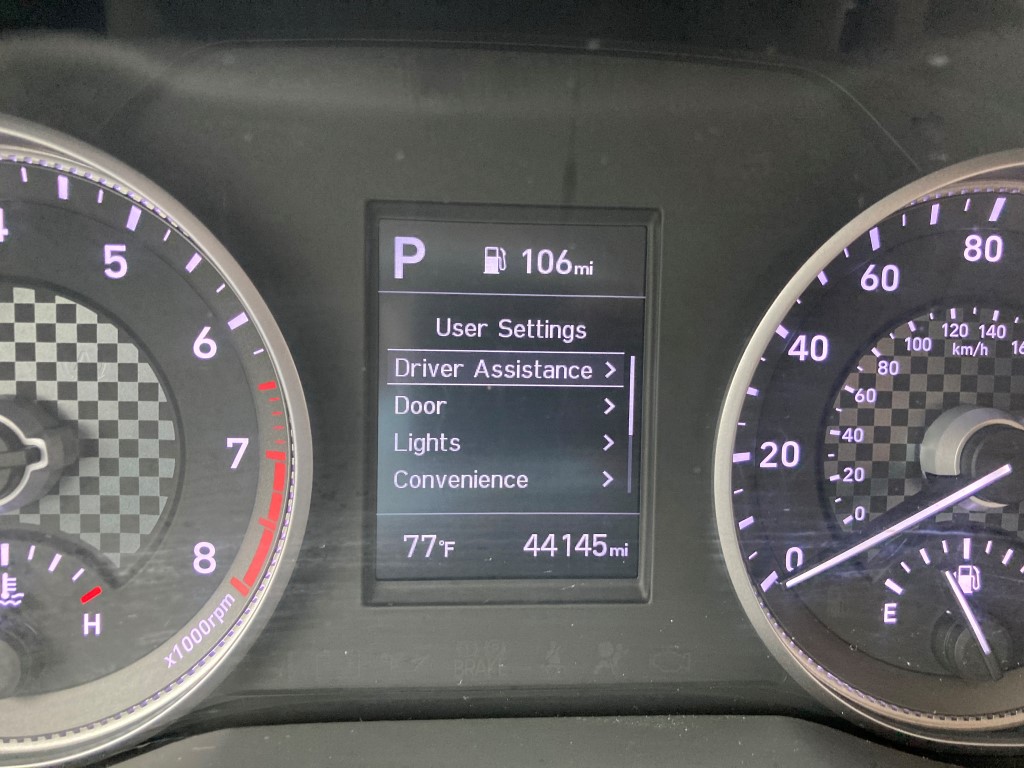 P 106mi
User Settings
Driver Assistance >
Door >
Lights >
Convenience >
77°F 44145mi
5
6
7
8
x1000rpm
H
80
60
40
20
0
120 140
100 km/h
80
60
40
20
0
E
BRAKE